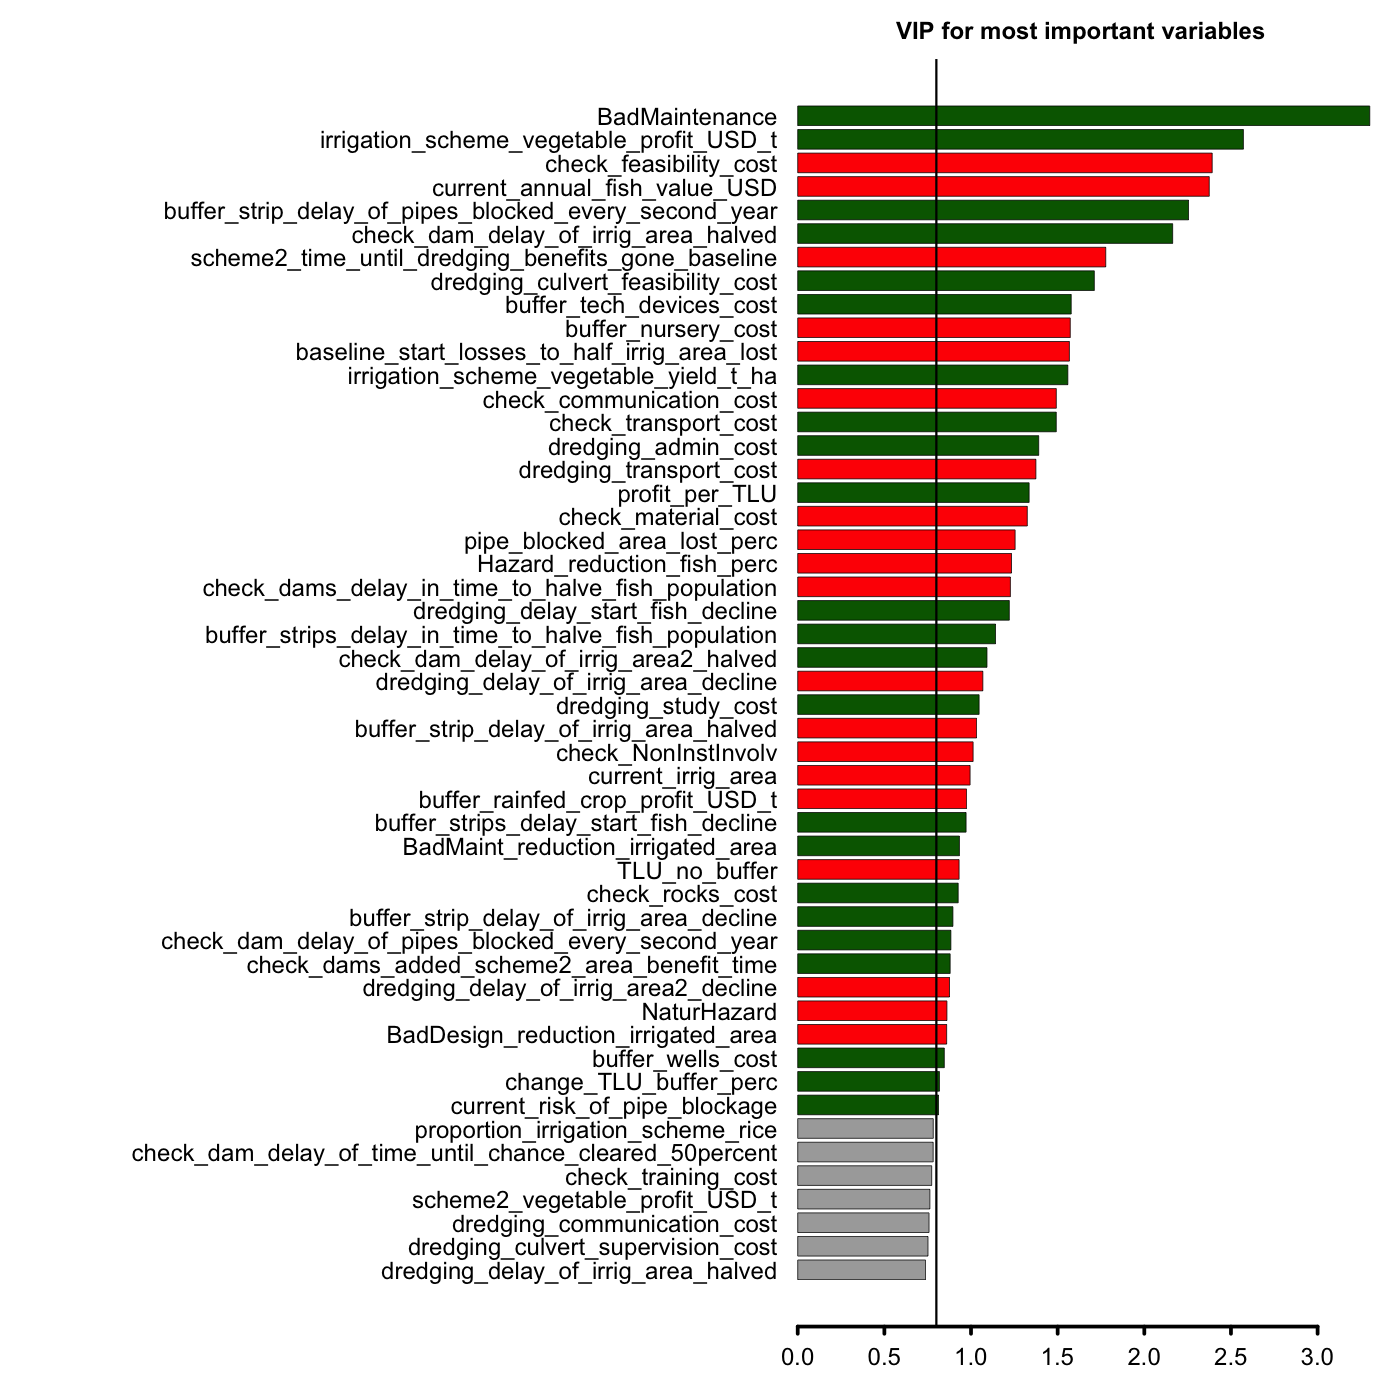 VIP for most important variables
BadMaintenance
irrigation_scheme_vegetable_profit_USD_t
check_feasibility_cost
current_annual_fish_value_USD
buffer_strip_delay_of_pipes_blocked_every_second_year
check_dam_delay_of_irrig_area_halved
scheme2_time_until_dredging_benefits_gone_baseline
dredging_culvert_feasibility_cost
buffer_tech_devices_cost
buffer_nursery_cost
baseline_start_losses_to_half_irrig_area_lost
irrigation_scheme_vegetable_yield_t_ha
check_communication_cost
check_transport_cost
dredging_admin_cost
dredging_transport_cost
profit_per_TLU
check_material_cost
pipe_blocked_area_lost_perc
Hazard_reduction_fish_perc
check_dams_delay_in_time_to_halve_fish_population
dredging_delay_start_fish_decline
buffer_strips_delay_in_time_to_halve_fish_population
check_dam_delay_of_irrig_area2_halved
dredging_delay_of_irrig_area_decline
dredging_study_cost
buffer_strip_delay_of_irrig_area_halved
check_NonInstInvolv
current_irrig_area
buffer_rainfed_crop_profit_USD_t
buffer_strips_delay_start_fish_decline
BadMaint_reduction_irrigated_area
TLU_no_buffer
check_rocks_cost
buffer_strip_delay_of_irrig_area_decline
check_dam_delay_of_pipes_blocked_every_second_year
check_dams_added_scheme2_area_benefit_time
dredging_delay_of_irrig_area2_decline
NaturHazard
BadDesign_reduction_irrigated_area
buffer_wells_cost
change_TLU_buffer_perc
current_risk_of_pipe_blockage
proportion_irrigation_scheme_rice
check_dam_delay_of_time_until_chance_cleared_50percent
check_training_cost
scheme2_vegetable_profit_USD_t
dredging_communication_cost
dredging_culvert_supervision_cost
dredging_delay_of_irrig_area_halved
0.0 0.5 1.0 1.5 2.0 2.5 3.0